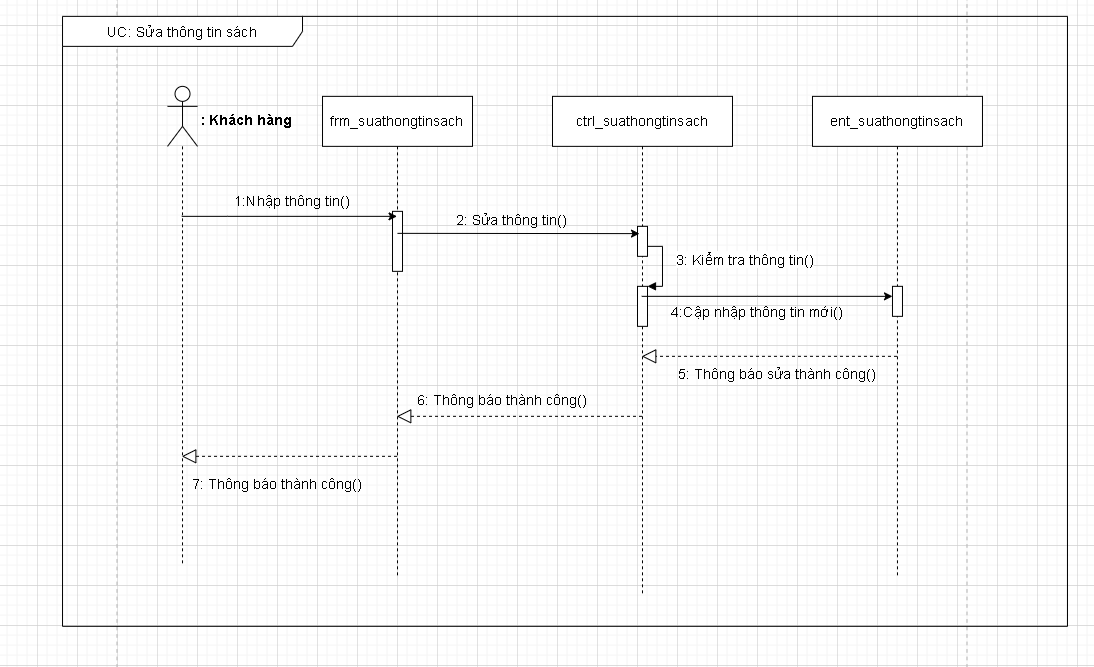 UC: Sửa thông tin sách
: Khách hàng
frm_suathongtinsach
ctrl_suathongtinsach
ent_suathongtinsach
1:Nhập thông tin()
2: Sửa thông tin()
3: Kiểm tra thông tin()
4:Cập nhập thông tin mới()
5: Thông báo sửa thành công()
6: Thông báo thành công()
7: Thông báo thành công()